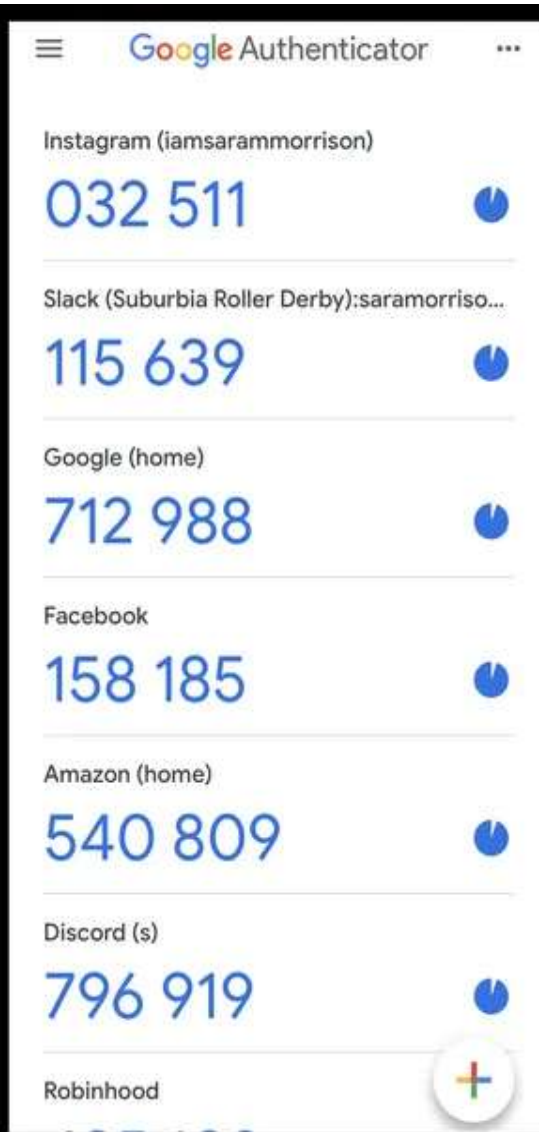 Google Authenticator
Instagram (iamsarammorrison)
032 511
Slack (Suburbia Roller Derby):saramorriso...
115 639
Google (home)
712 988
Facebook
158 185
Amazon (home)
540 809
Discord (s)
796 919
Robinhood